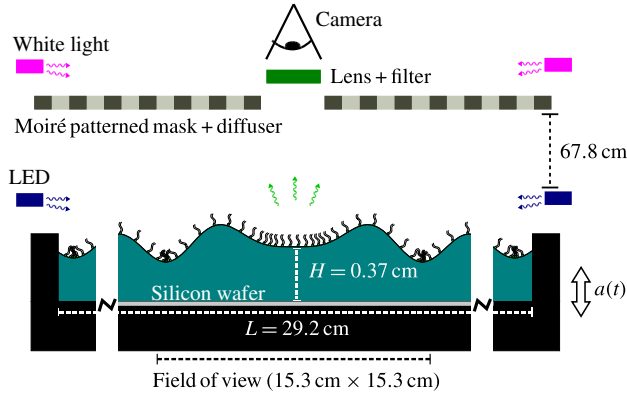 Camera
White light
Lens + filter
Moiré patterned mask + diffuser
67.8 cm
LED
H = 0.37 cm
Silicon wafer
a(t)
L = 29.2 cm
Field of view (15.3 cm × 15.3 cm)